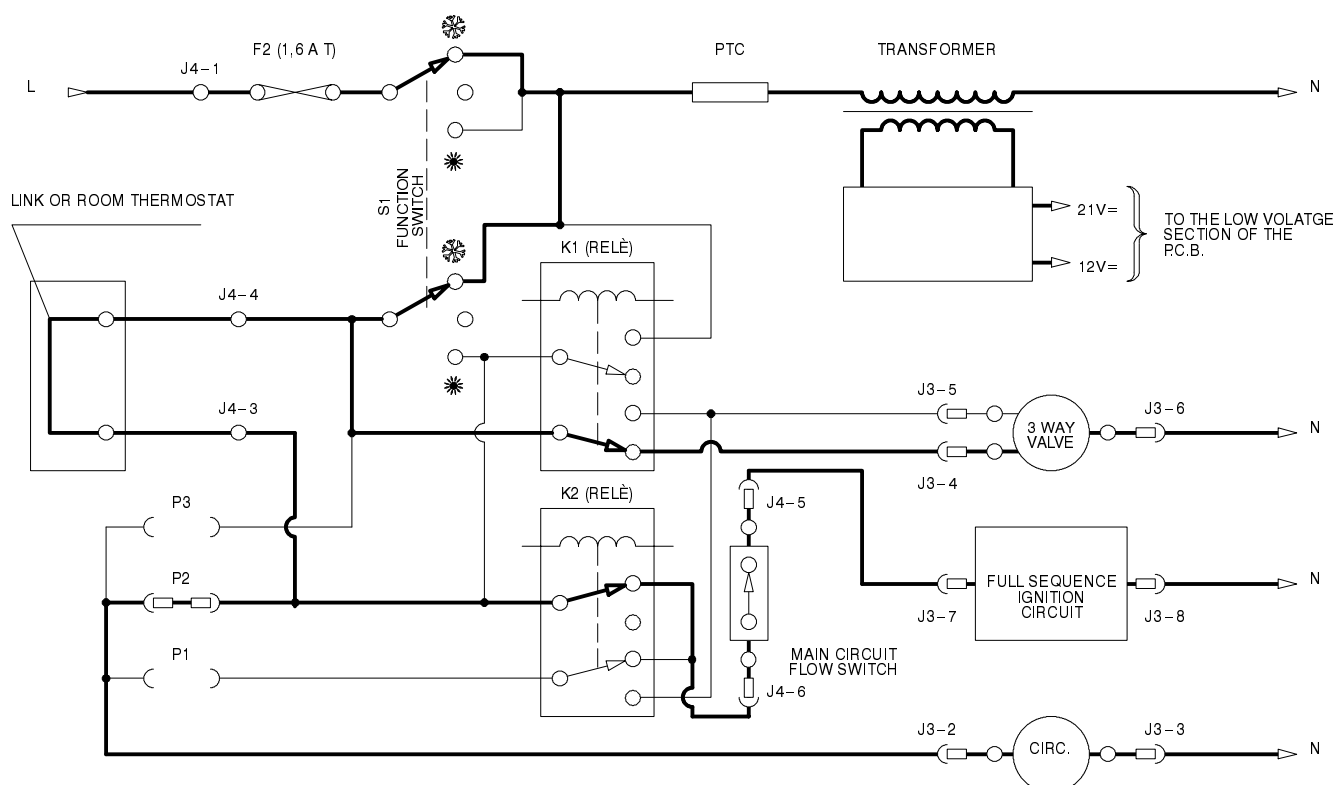 F2 (1,6 A T)
PTC
TRANSFORMER
J4-1
L
N
S1
FUNCTION
SWITCH
LINK OR ROOM THERMOSTAT
21V=
12V=
TO THE LOW VOLATGE
SECTION OF THE
P.C.B.
K1 (RELÈ)
J4-4
J4-3
J3-5
3 WAY
VALVE
J3-6
N
J3-4
K2 (RELÈ)
P3
J4-5
P2
FULL SEQUENCE
IGNITION
CIRCUIT
N
J3-7
J3-8
P1
MAIN CIRCUIT
FLOW SWITCH
J4-6
J3-2
CIRC.
J3-3
N